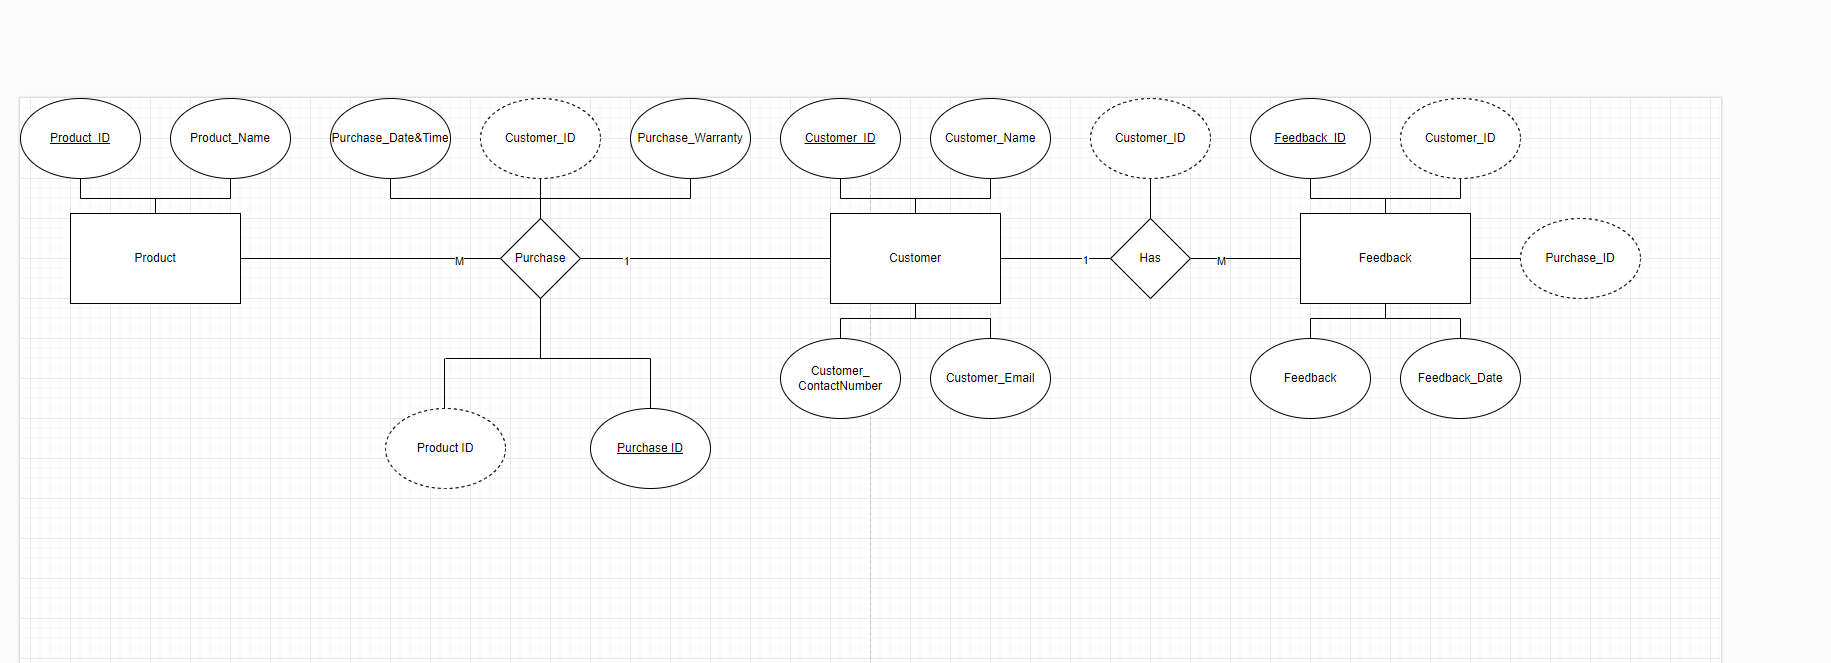 Product_ID
Product_Name
Purchase_Date&Time
Customer_ID
Purchase_Warranty
Customer_ID
Customer_Name
Customer_ID
Feedback_ID
Customer_ID
Product
M
Purchase
1
Customer
1
Has
M
Feedback
Purchase_ID
Customer_
ContactNumber
Customer_Email
Feedback
Feedback_Date
Product ID
Purchase ID